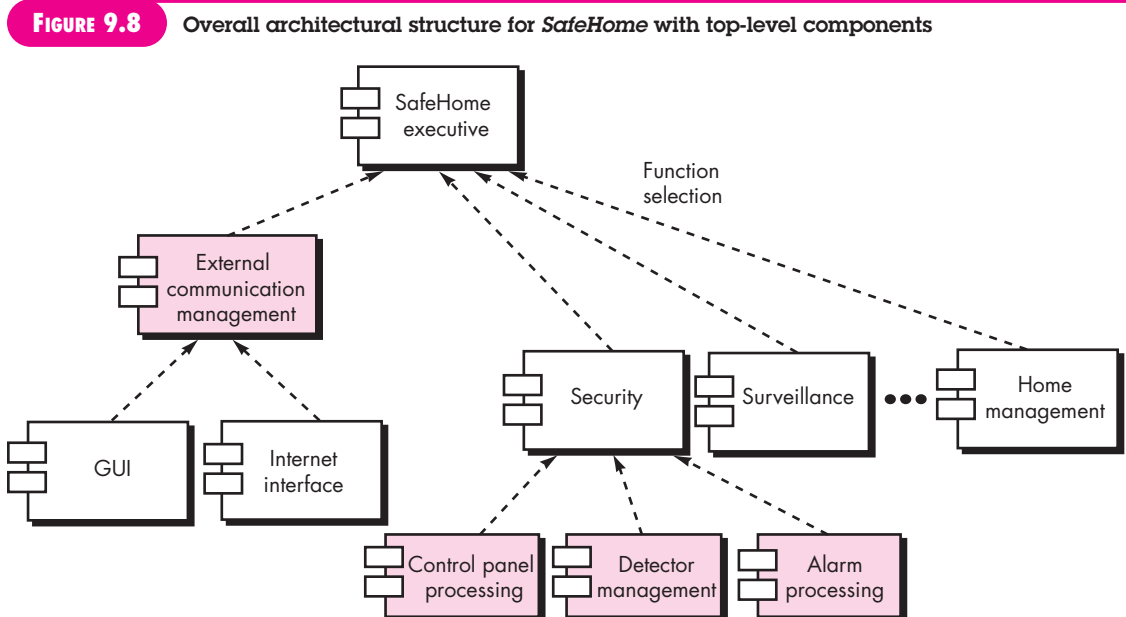 FIGURE 9.8 Overall architectural structure for SafeHome with top-level components
SafeHome
executive
Function
selection
External
communication
management
Security
Surveillance
Home
management
GUI
Internet
interface
Control panel
processing
Detector
management
Alarm
processing